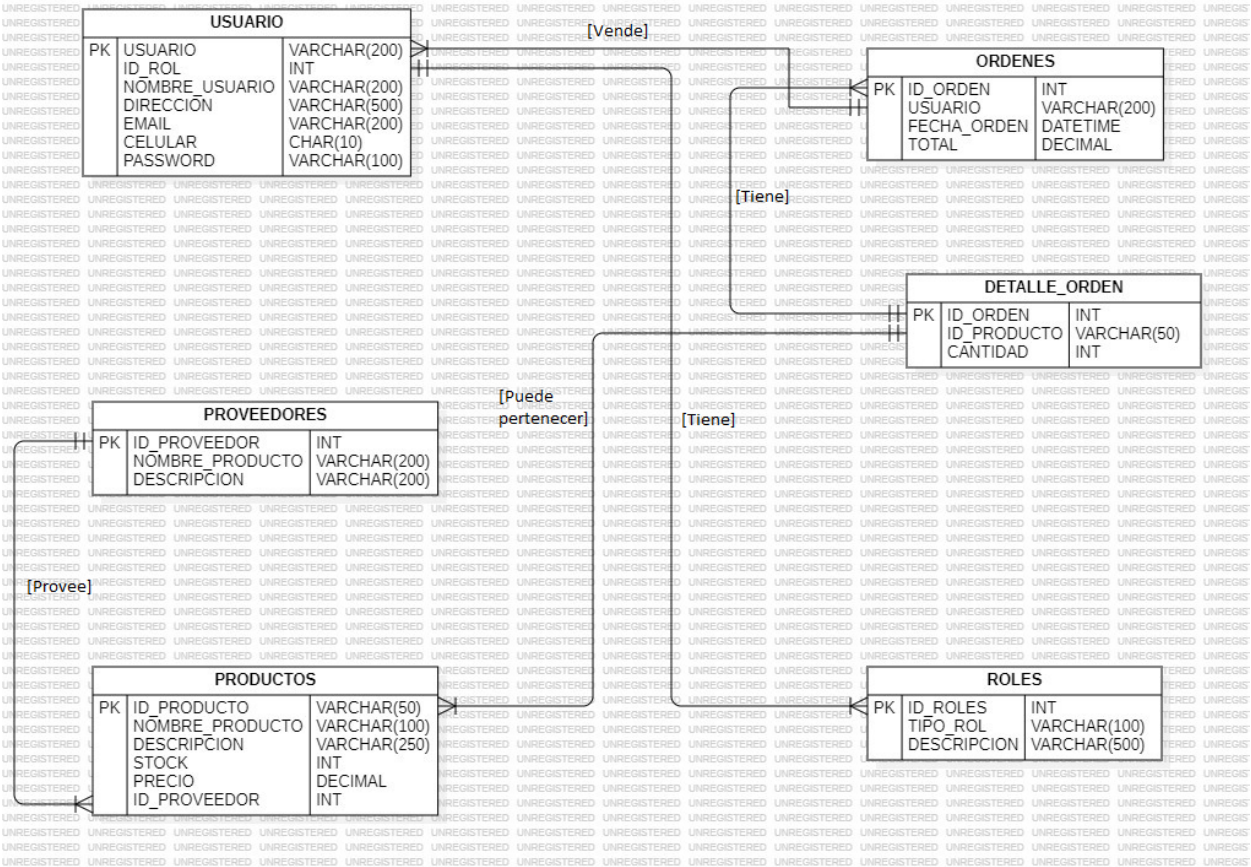 USUARIO
PK USUARIO VARCHAR(200)
ID_ROL INT
NOMBRE_USUARIO VARCHAR(200)
DIRECCION VARCHAR(500)
EMAIL VARCHAR(200)
CELULAR CHAR(10)
PASSWORD VARCHAR(100)
[Vende]
ORDENES
PK ID_ORDEN INT
USUARIO VARCHAR(200)
FECHA_ORDEN DATETIME
TOTAL DECIMAL
[Tiene]
DETALLE_ORDEN
PK ID_ORDEN INT
ID_PRODUCTO VARCHAR(50)
CANTIDAD INT
[Puede
pertenecer]
[Tiene]
PROVEEDORES
PK ID_PROVEEDOR INT
NOMBRE_PRODUCTO VARCHAR(200)
DESCRIPCION VARCHAR(200)
[Provee]
PRODUCTOS
PK ID_PRODUCTO VARCHAR(50)
NOMBRE_PRODUCTO VARCHAR(100)
DESCRIPCION VARCHAR(250)
STOCK INT
PRECIO DECIMAL
ID_PROVEEDOR INT
ROLES
PK ID_ROLES INT
TIPO_ROL VARCHAR(100)
DESCRIPCION VARCHAR(500)
UNREGISTERED